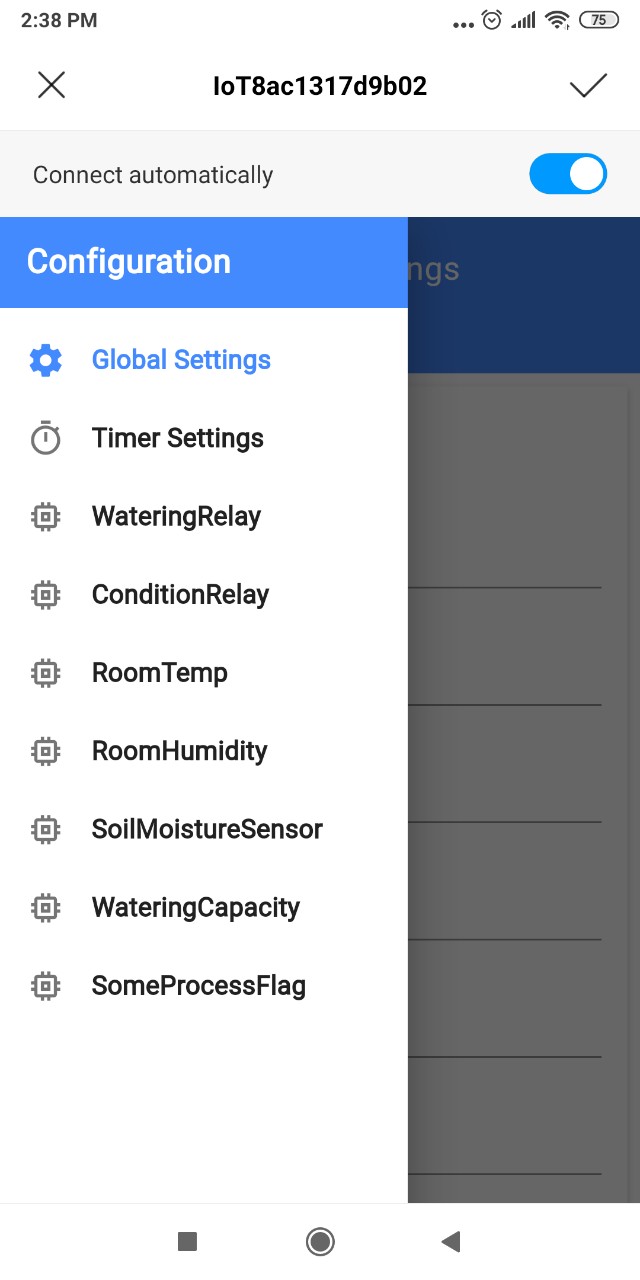 2:38 PM
75
IoT8ac1317d9b02
Connect automatically
Configuration
ngs
Global Settings
Timer Settings
WateringRelay
ConditionRelay
RoomTemp
RoomHumidity
SoilMoistureSensor
WateringCapacity
SomeProcessFlag